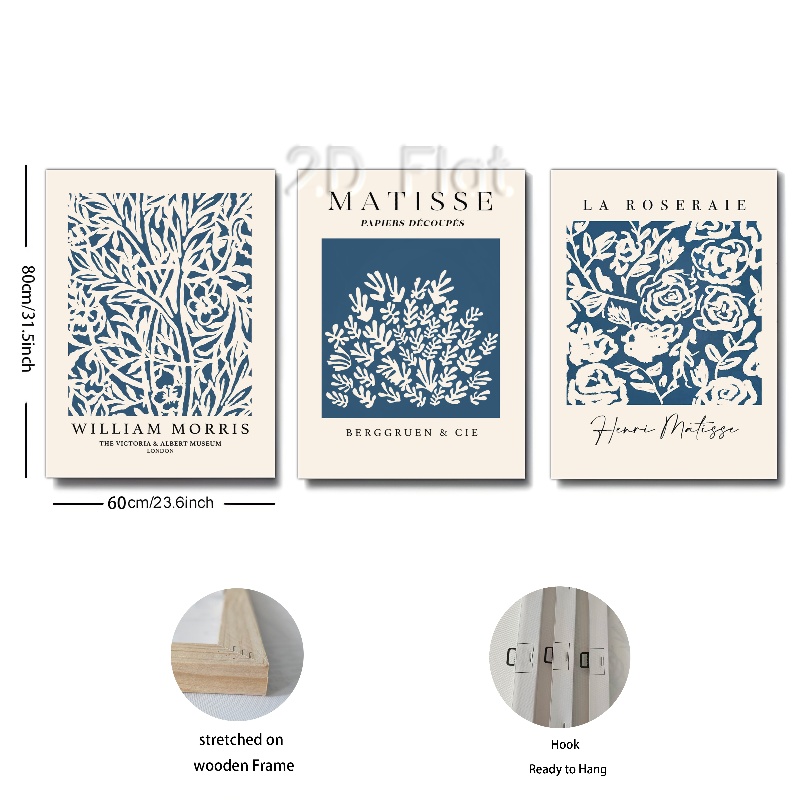 2D Flat
80cm/31.5inch
WILLIAM MORRIS
THE VICTORIA & ALBERT MUSEUM
LONDON
60cm/23.6inch
MATISSE
PAPIERS DÉCOUPÉS
BERGGRUEN & CIE
LA ROSERAIE
Henri Matisse
stretched on
wooden Frame
Hook
Ready to Hang